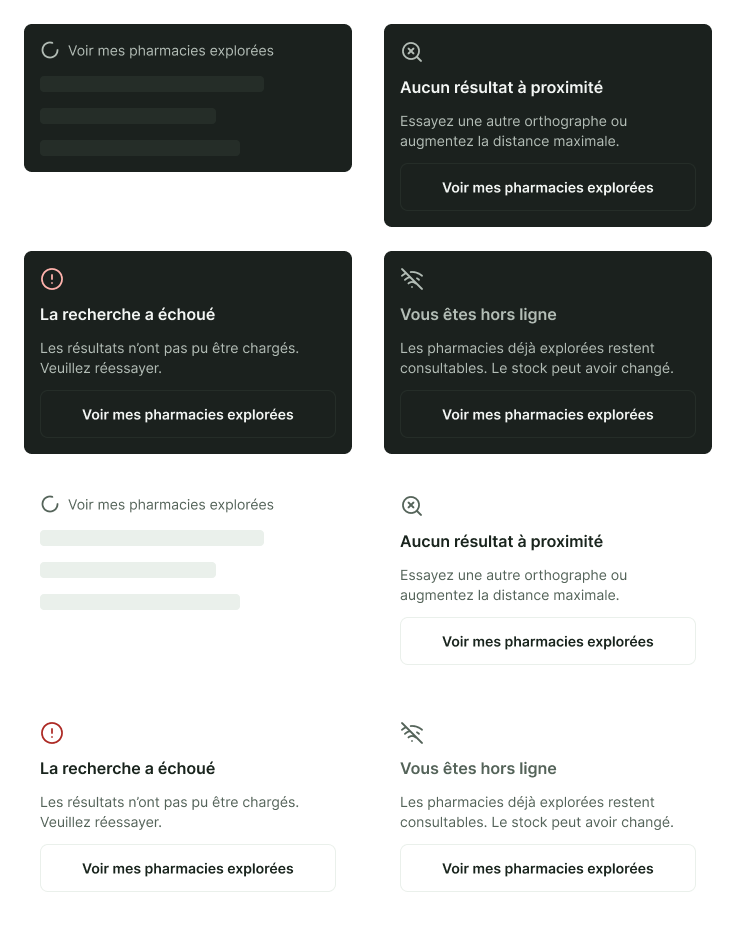 Voir mes pharmacies explorées
Aucun résultat à proximité
Essayez une autre orthographe ou
augmentez la distance maximale.
Voir mes pharmacies explorées
La recherche a échoué
Les résultats n’ont pas pu être chargés.
Veuillez réessayer.
Voir mes pharmacies explorées
Vous êtes hors ligne
Les pharmacies déjà explorées restent
consultables. Le stock peut avoir changé.
Voir mes pharmacies explorées
Voir mes pharmacies explorées
Aucun résultat à proximité
Essayez une autre orthographe ou
augmentez la distance maximale.
Voir mes pharmacies explorées
La recherche a échoué
Les résultats n’ont pas pu être chargés.
Veuillez réessayer.
Voir mes pharmacies explorées
Vous êtes hors ligne
Les pharmacies déjà explorées restent
consultables. Le stock peut avoir changé.
Voir mes pharmacies explorées